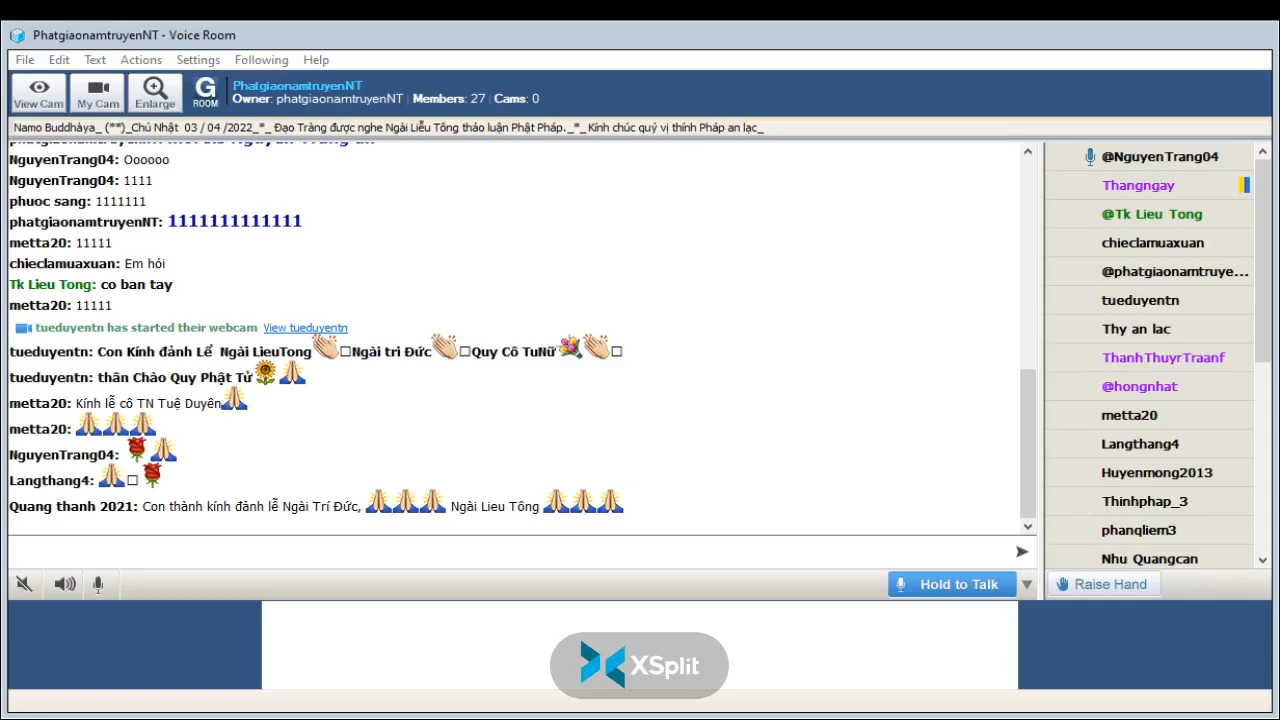 PhatgiaonamtruyenNT - Voice Room
File Edit Text Actions Settings Following Help
View Cam My Cam Enlarge G ROOM
PhatgiaonamtruyenNT
Owner: phatgiaonamtruyenNT | Members: 27 | Cams: 0
Namo Buddhàya_ (**)_Chủ Nhật 03 / 04 /2022_*_ Đạo Tràng được nghe Ngài Liễu Tông thảo luận Phật Pháp._*_ Kính chúc quý vị thính Pháp an lạc_
NguyenTrang04: Oooooo
NguyenTrang04: 1111
phuoc sang: 1111111
phatgiaonamtruyenNT: 1111111111111
metta20: 11111
chieclamuaxuan: Em hỏi
Tk Lieu Tong: co ban tay
metta20: 11111
tueduyentn has started their webcam View tueduyentn
tueduyentn: Con Kính đảnh Lể Ngài LieuTong👏□Ngài tri Đức👏□Quy Cô TuNữ💐👏□
tueduyentn: thân Chào Quy Phật Tử🌻🙏
metta20: Kính lễ cô TN Tuệ Duyên🙏
metta20: 🙏🙏🙏
NguyenTrang04: 🌹🙏
Langthang4: 🙏□🌹
Quang thanh 2021: Con thành kính đảnh lễ Ngài Trí Đức, 🙏🙏🙏 Ngài Lieu Tông 🙏🙏🙏
Hold to Talk
@NguyenTrang04
Thangngay
@Tk Lieu Tong
chieclamuaxuan
@phatgiaonamtruye...
tueduyentn
Thy an lac
ThanhThuyrTraanf
@hongnhat
metta20
Langthang4
Huyenmong2013
Thinhphap_3
phanqliem3
Nhu Quangcan
Raise Hand
XSplit